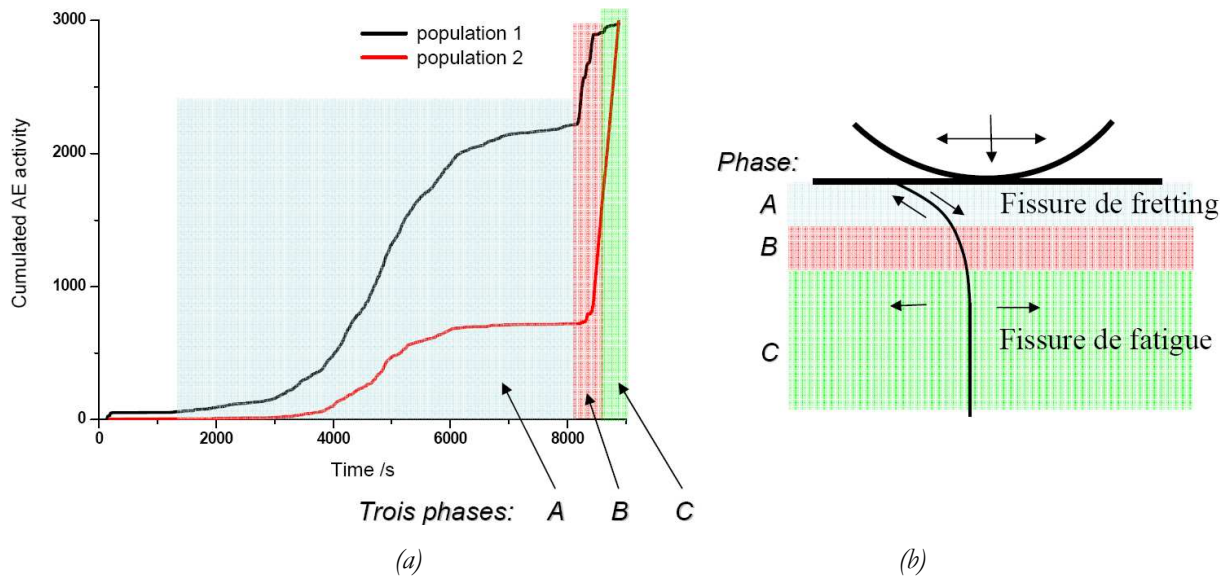 3000
2000
1000
0
Cumulated AE activity
population 1
population 2
0 2000 4000 6000 8000
Time /s
Trois phases: A B C
(a)
Phase:
A
Fissure de fretting
B
C
Fissure de fatigue
(b)